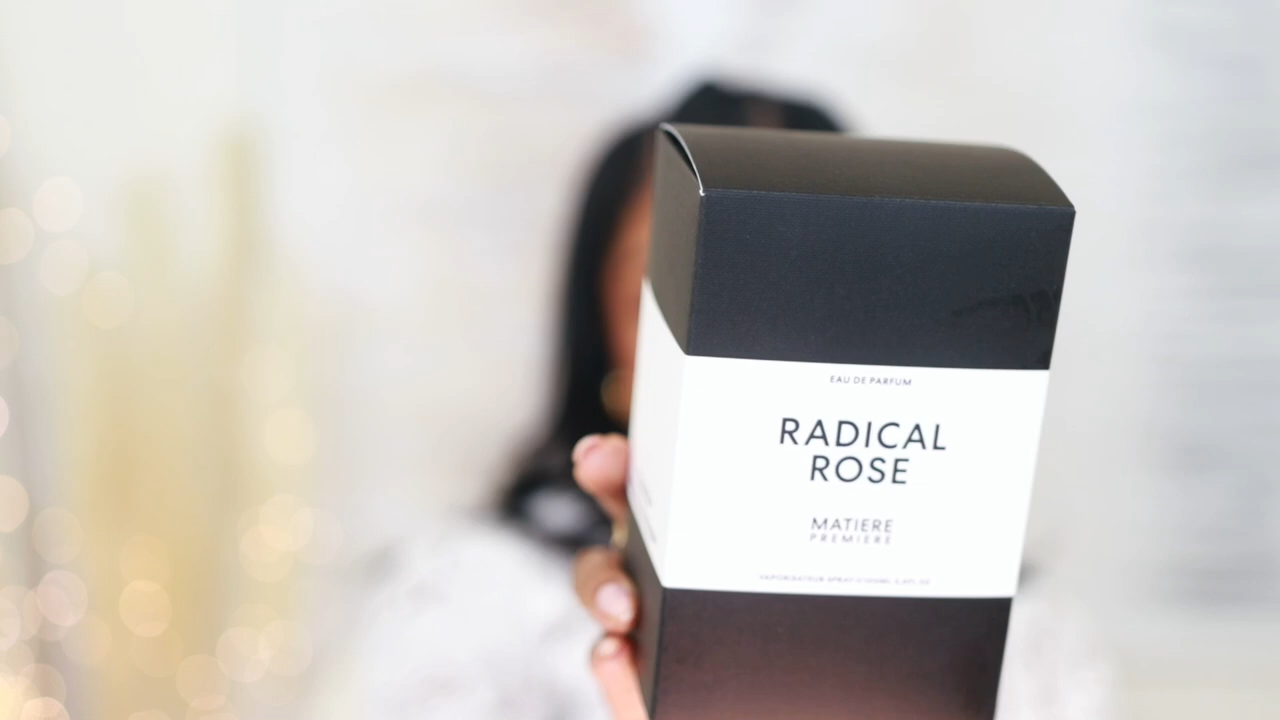 EAU DE PARFUM
RADICAL
ROSE
MATIERE
PREMIERE